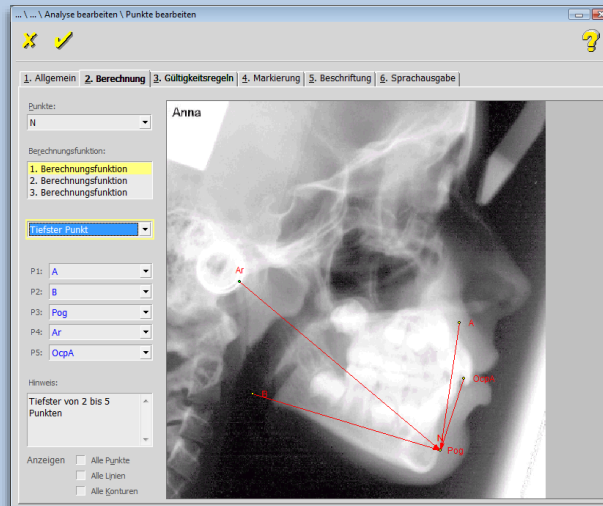 ... \ ... \ Analyse bearbeiten \ Punkte bearbeiten
1. Allgemein 2. Berechnung 3. Gültigkeitsregeln 4. Markierung 5. Beschriftung 6. Sprachausgabe
Punkte:
N
Berechnungsfunktion:
1. Berechnungsfunktion
2. Berechnungsfunktion
3. Berechnungsfunktion
Tiefster Punkt
P1: A
P2: B
P3: Pog
P4: Ar
P5: OcpA
Hinweis:
Tiefster von 2 bis 5
Punkten
Anzeigen Alle Punkte
Alle Linien
Alle Konturen
Anna
Ar
A
OcpA
B
N
Pog